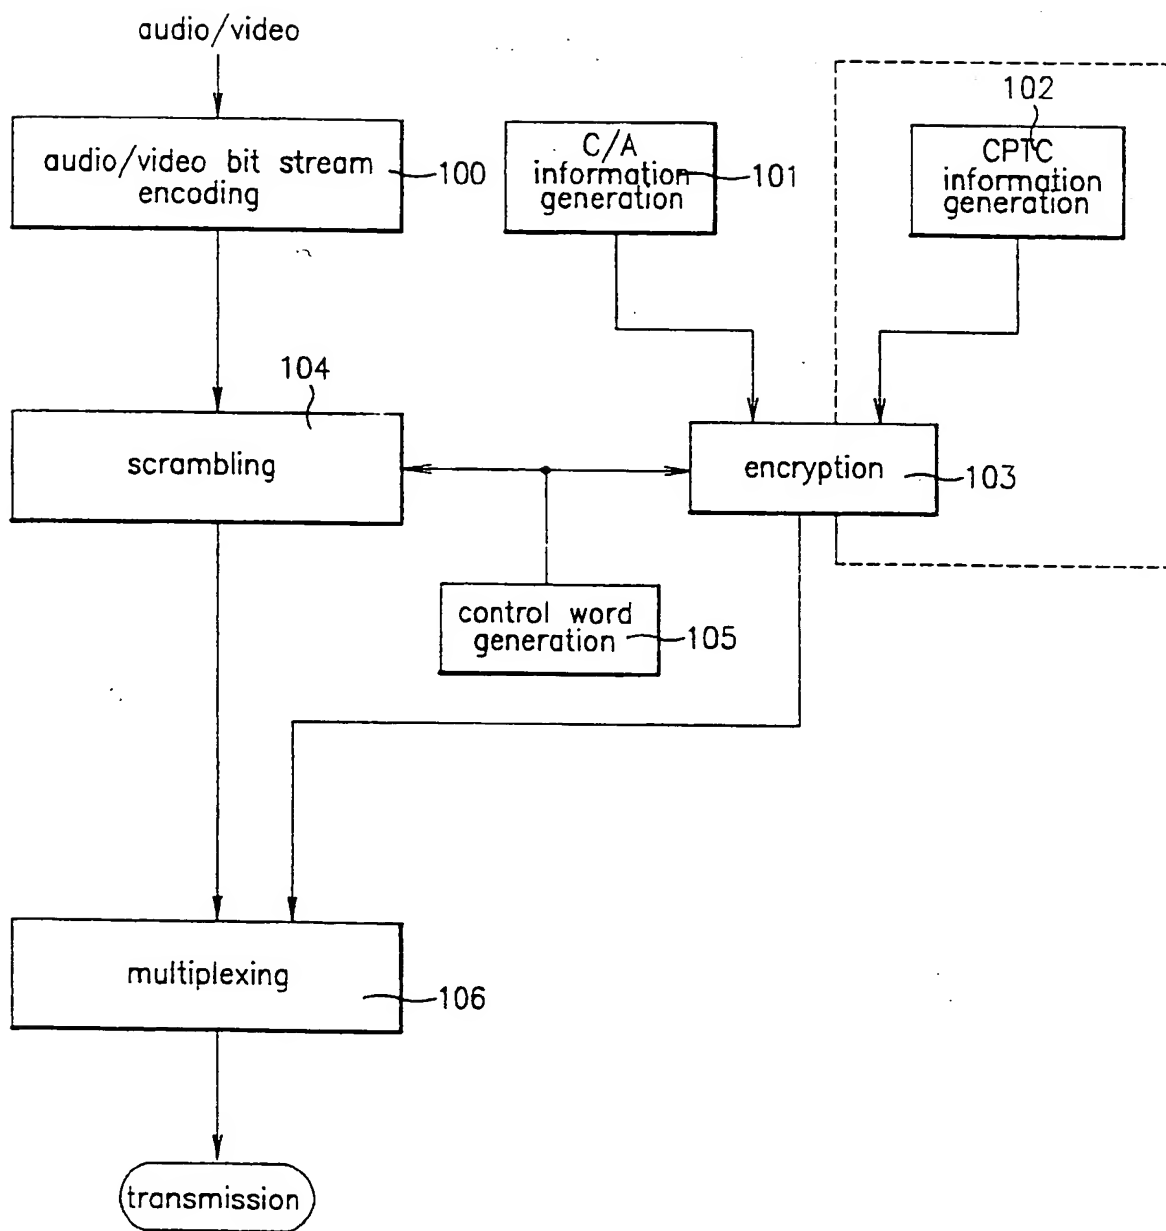 audio/video
audio/video bit stream
encoding
100
C/A
information
generation
101
102
CPTC
information
generation
104
scrambling
encryption
103
control word
generation
105
multiplexing
106
transmission